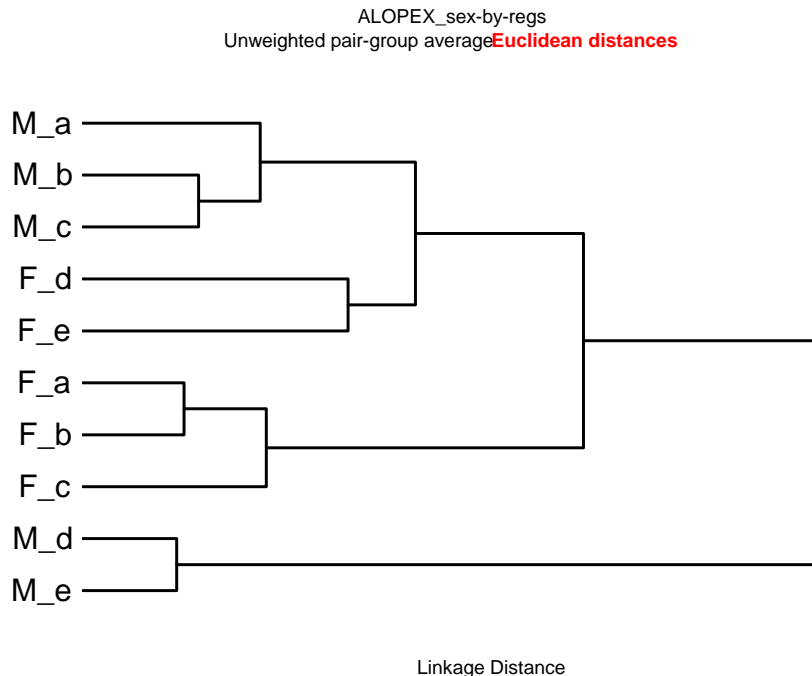 ALOPEX_sex-by-regs
Unweighted pair-group averageEuclidean distances
M_a
M_b
M_c
F_d
F_e
F_a
F_b
F_c
M_d
M_e
Linkage Distance